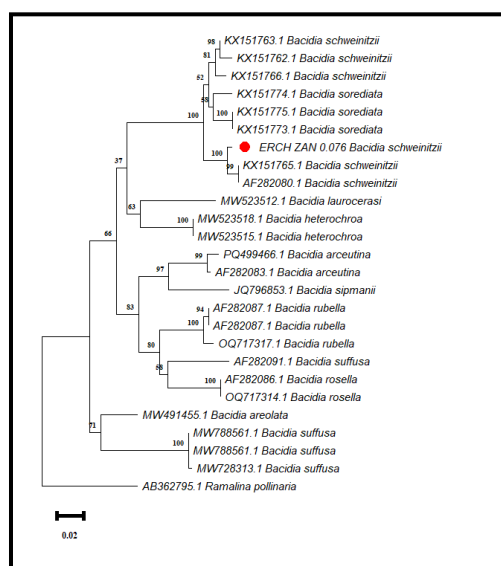 98
KX151763.1 Bacidia schweinitzii
81
KX151762.1 Bacidia schweinitzii
52
KX151766.1 Bacidia schweinitzii
58
KX151774.1 Bacidia sorediata
100
KX151775.1 Bacidia sorediata
KX151773.1 Bacidia sorediata
100
100
ERCH ZAN 0.076 Bacidia schweinitzii
99
KX151765.1 Bacidia schweinitzii
AF282080.1 Bacidia schweinitzii
37
63
MW523512.1 Bacidia laurocerasi
100
MW523518.1 Bacidia heterochroa
MW523515.1 Bacidia heterochroa
66
99
PQ499466.1 Bacidia arceutina
97
AF282083.1 Bacidia arceutina
JQ796853.1 Bacidia sipmanii
83
94
AF282087.1 Bacidia rubella
AF282087.1 Bacidia rubella
100
OQ717317.1 Bacidia rubella
80
AF282091.1 Bacidia suffusa
58
100
AF282086.1 Bacidia rosella
OQ717314.1 Bacidia rosella
71
MW491455.1 Bacidia areolata
MW788561.1 Bacidia suffusa
100
MW788561.1 Bacidia suffusa
MW728313.1 Bacidia suffusa
AB362795.1 Ramalina pollinaria
0.02